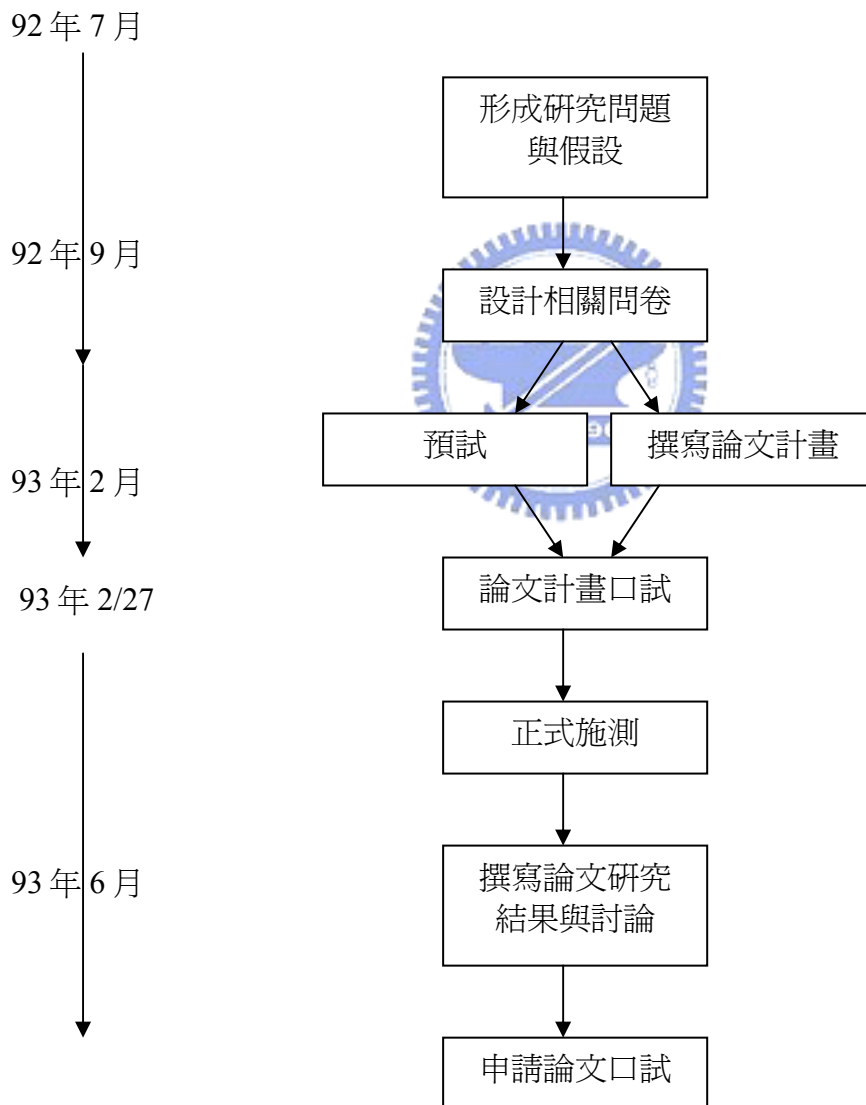 92 年 7 月
形成研究問題
與假設
92 年 9 月
設計相關問卷
預試
撰寫論文計畫
93 年 2 月
論文計畫口試
93 年 2/27
正式施測
93 年 6 月
撰寫論文研究
結果與討論
申請論文口試